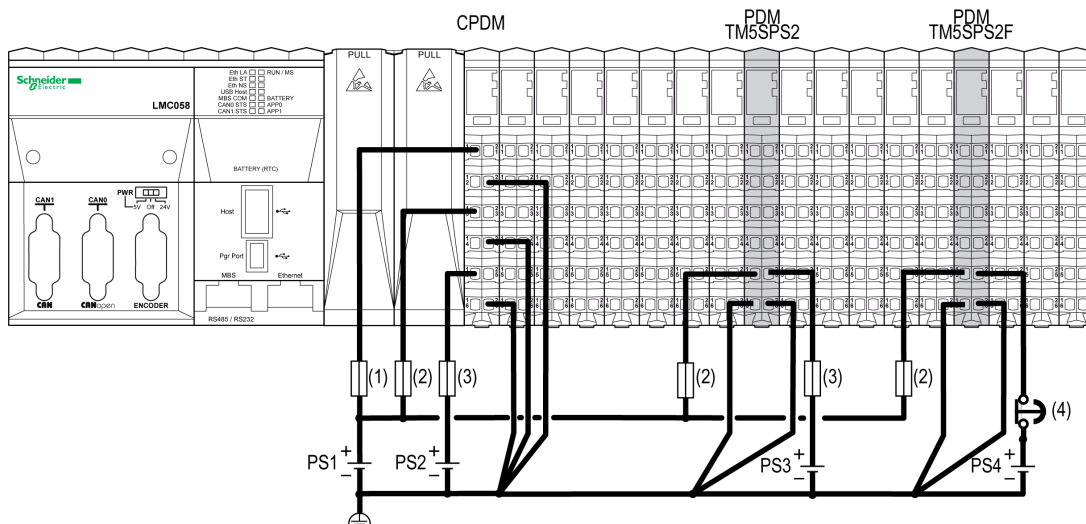 CPDM
PDM
TM5SPS2
PDM
TM5SPS2F
PULL
PULL
Schneider
Electric
LMC058
Eth LA RUN / MS
Eth ST
Eth NS
USB Host
MBS COM BATTERY
CAN0 STS APP0
CAN1 STS APP1
BATTERY (RTC)
CAN1
CAN0
PWR
5V Off 24V
Host
Pgr Port
MBS Ethernet
CAN
CANopen
ENCODER
RS485 / RS232
(1)
(2)
(3)
(2)
(3)
(2)
(4)
PS1 + −
PS2 + −
PS3 + −
PS4 + −